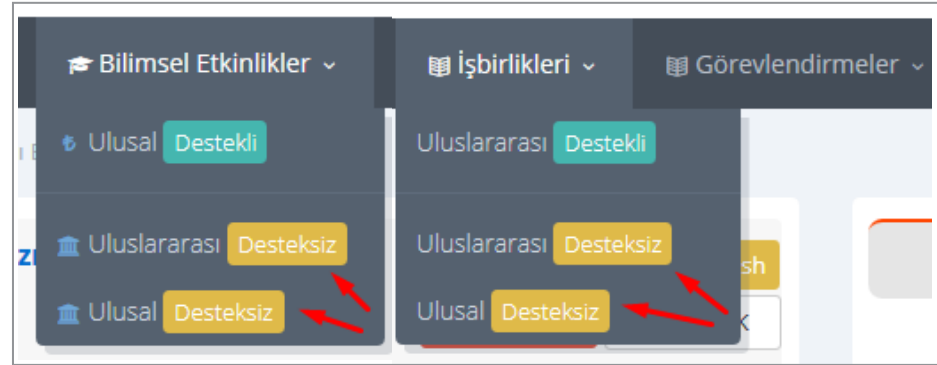 Bilimsel Etkinlikler
İşbirlikleri
Görevlendirmeler
Ulusal Destekli
Uluslararası Desteksiz
Ulusal Desteksiz
Uluslararası Destekli
Uluslararası Desteksiz
Ulusal Desteksiz